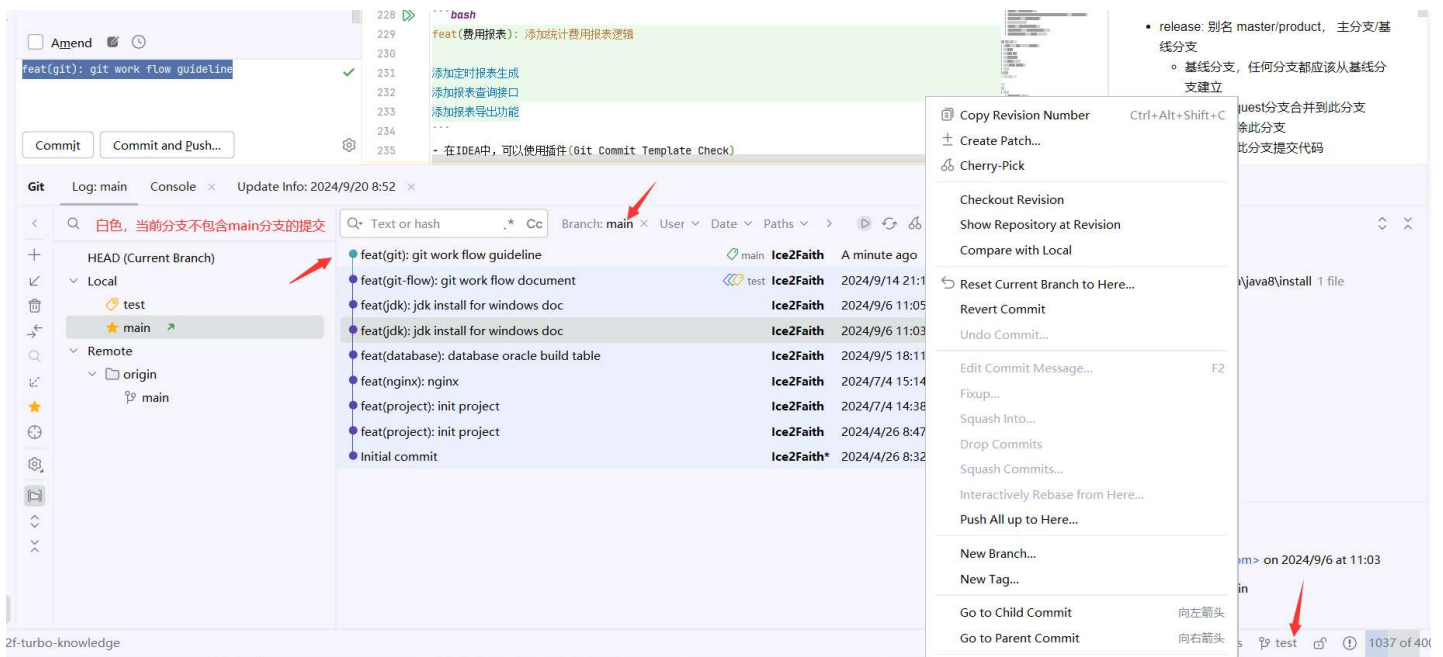 Amend
feat(git): git work flow guideline
Commit
Commit and Push...
228
```bash
229
feat(费用报表): 添加统计费用报表逻辑
230
231
添加定时报表生成
232
添加报表查询接口
233
添加报表导出功能
234
```
235
- 在IDEA中，可以使用插件(Git Commit Template Check)
release: 别名 master/product， 主分支/基
线分支
基线分支，任何分支都应该从基线分
支建立
quest分支合并到此分支
除此分支
此分支提交代码
Git
Log: main
Console
Update Info: 2024/9/20 8:52
白色，当前分支不包含main分支的提交
HEAD (Current Branch)
Local
test
main
Remote
origin
main
Text or hash
.*
Cc
Branch: main
User
Date
Paths
feat(git): git work flow guideline main Ice2Faith A minute ago
feat(git-flow): git work flow document test Ice2Faith 2024/9/14 21:1
feat(jdk): jdk install for windows doc Ice2Faith 2024/9/6 11:05
feat(jdk): jdk install for windows doc Ice2Faith 2024/9/6 11:03
feat(database): database oracle build table Ice2Faith 2024/9/5 18:11
feat(nginx): nginx Ice2Faith 2024/7/4 15:14
feat(project): init project Ice2Faith 2024/7/4 14:38
feat(project): init project Ice2Faith 2024/4/26 8:47
Initial commit Ice2Faith* 2024/4/26 8:32
Copy Revision Number Ctrl+Alt+Shift+C
Create Patch...
Cherry-Pick
Checkout Revision
Show Repository at Revision
Compare with Local
Reset Current Branch to Here...
Revert Commit
Undo Commit...
Edit Commit Message... F2
Fixup...
Squash Into...
Drop Commits
Squash Commits...
Interactively Rebase from Here...
Push All up to Here...
New Branch...
New Tag...
Go to Child Commit 向左箭头
Go to Parent Commit 向右箭头
\java8\install 1 file
om> on 2024/9/6 at 11:03
in
2f-turbo-knowledge
s
test
1037 of 400